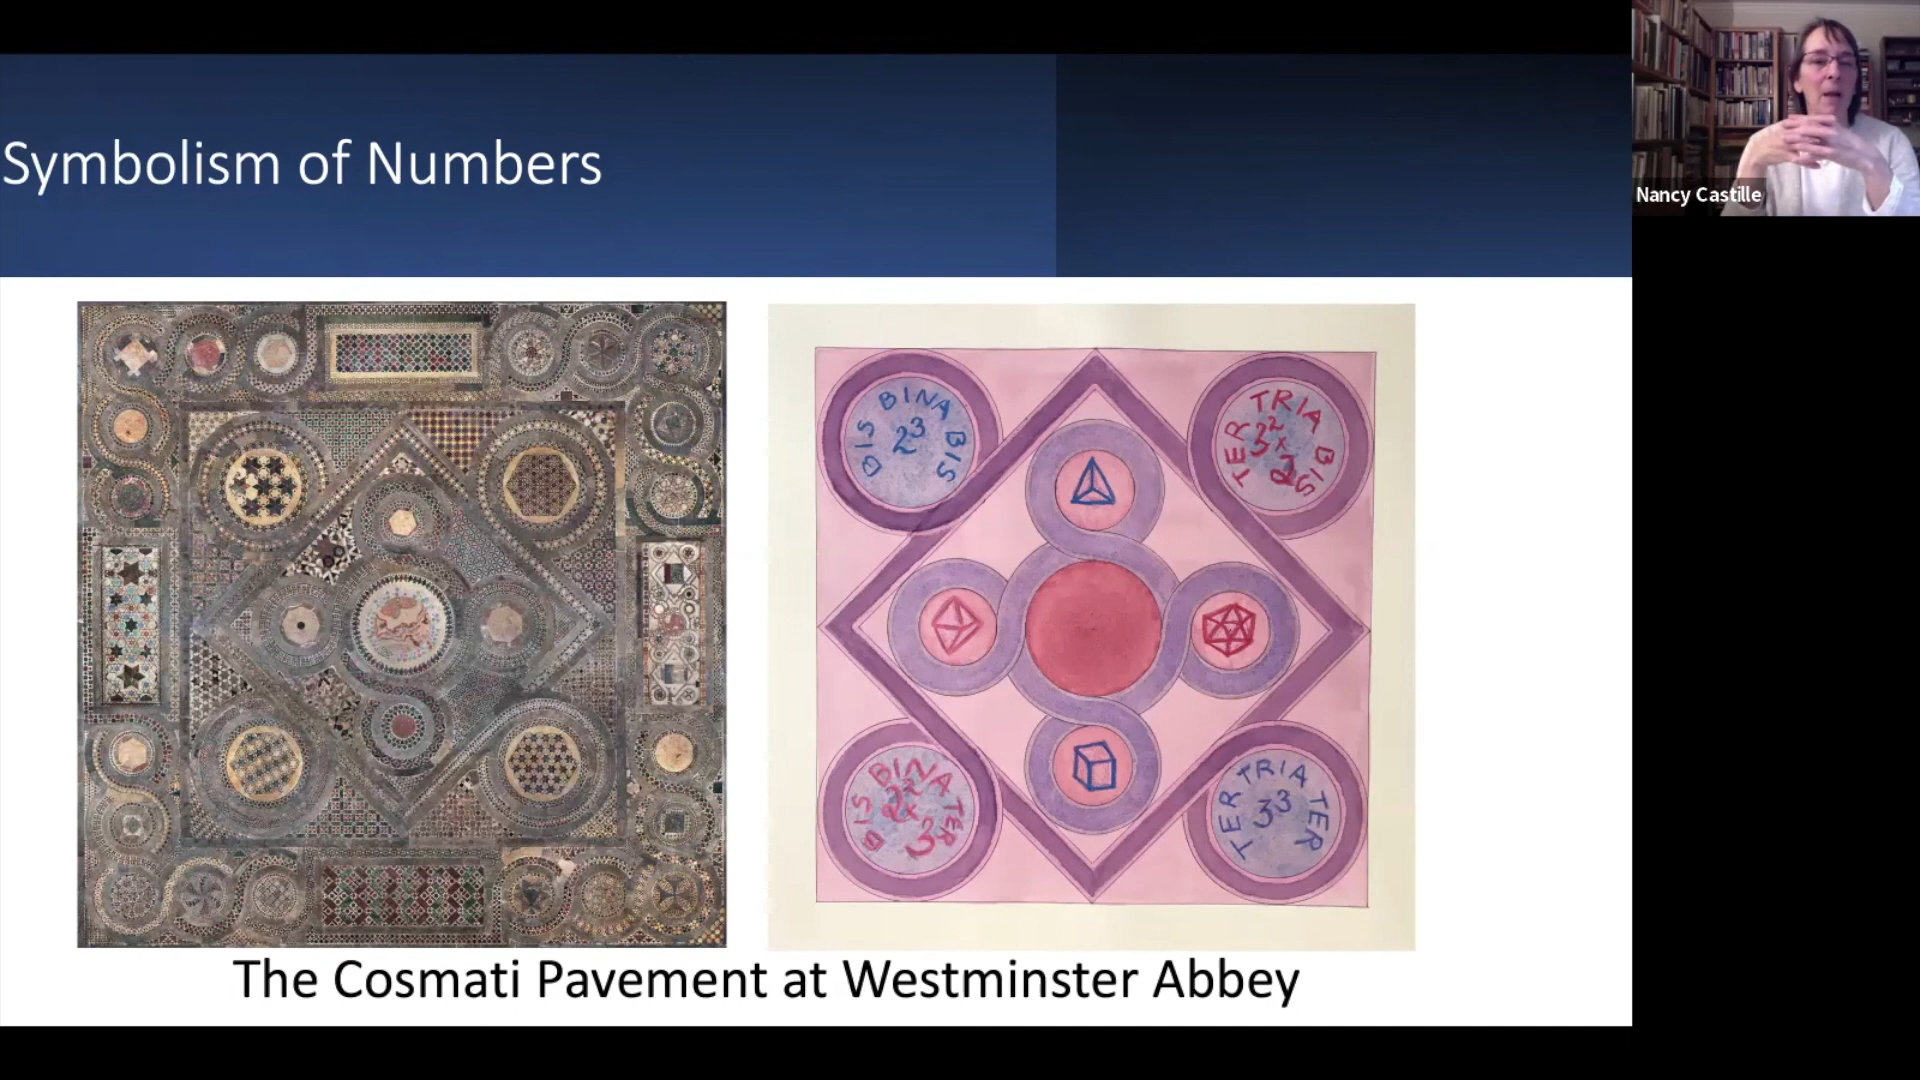 Symbolism of Numbers
Nancy Castille
BIS BINA BIS
2³
TER TRIA BIS
3² x 2
BIS BINA TER
2² x 3
TER TRIA TER
3³
The Cosmati Pavement at Westminster Abbey